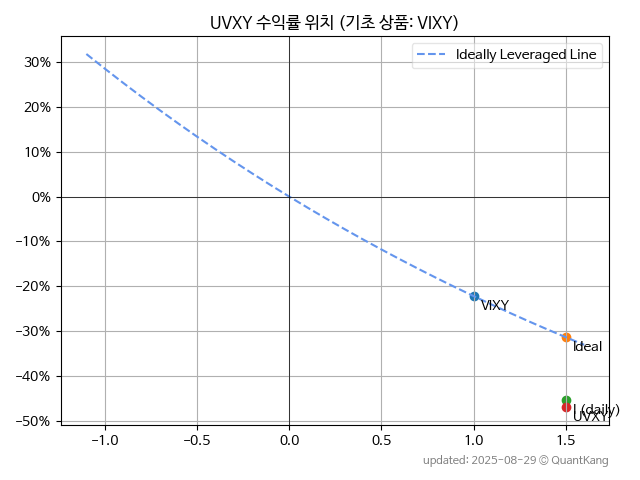 UVXY 수익률 위치 (기초 상품: VIXY)
Ideally Leveraged Line
30%
20%
10%
0%
−10%
−20%
−30%
−40%
−50%
VIXY
Ideal
(daily)
UVXY
−1.0
−0.5
0.0
0.5
1.0
1.5
updated: 2025-08-29 © QuantKang